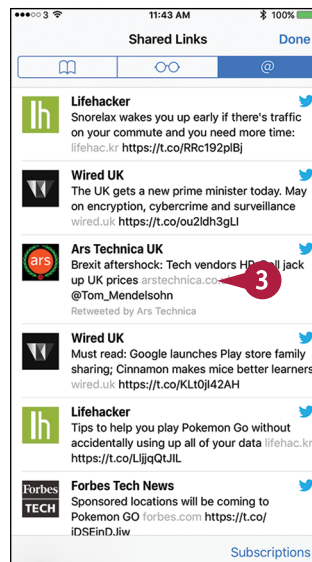 3 11:43 AM 100%
Shared Links Done
@
Lifehacker
Snorelax wakes you up early if there's traffic
on your commute and you need more time:
lifehac.kr https://t.co/RRc192plBj
Wired UK
The UK gets a new prime minister today. May
on encryption, cybercrime and surveillance
wired.uk https://t.co/ou2ldh3gLI
ars
Ars Technica UK
Brexit aftershock: Tech vendors HP, jack
up UK prices arstechnica.co
3
@Tom_Mendelsohn
Retweeted by Ars Technica
Wired UK
Must read: Google launches Play store family
sharing; Cinnamon makes mice better learners
wired.uk https://t.co/KLt0jl42AH
lh
Lifehacker
Tips to help you play Pokemon Go without
accidentally using up all of your data lifehac.kr
https://t.co/LljjqQtJIL
Forbes
TECH
Forbes Tech News
Sponsored locations will be coming to
Pokemon GO forbes.com https://t.co/
iDSEinDJiw
Subscriptions